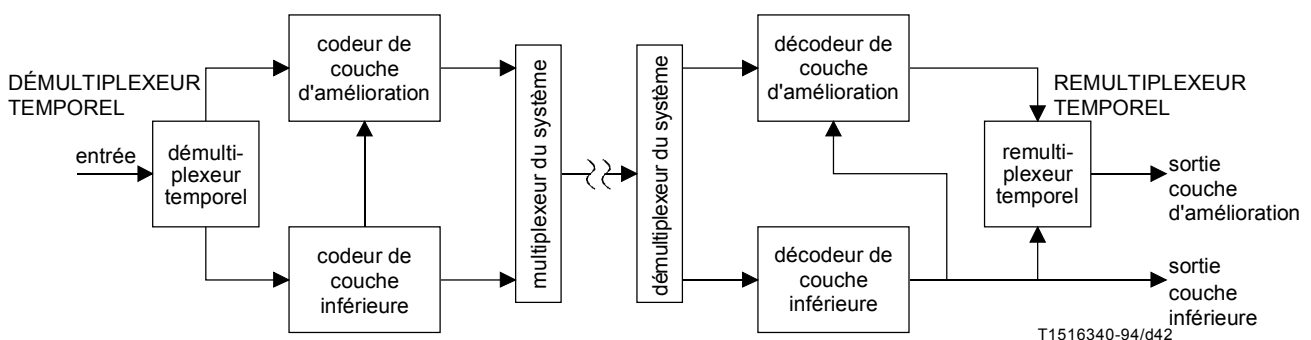 DÉMULTIPLEXEUR
TEMPOREL
entrée
démulti-
plexeur
temporel
codeur de
couche
d'amélioration
codeur de
couche
inférieure
multiplexeur du système
démultiplexeur du système
décodeur de
couche
d'amélioration
décodeur de
couche
inférieure
REMULTIPLEXEUR
TEMPOREL
remulti-
plexeur
temporel
sortie
couche
d'amélioration
sortie
couche
inférieure
T1516340-94/d42